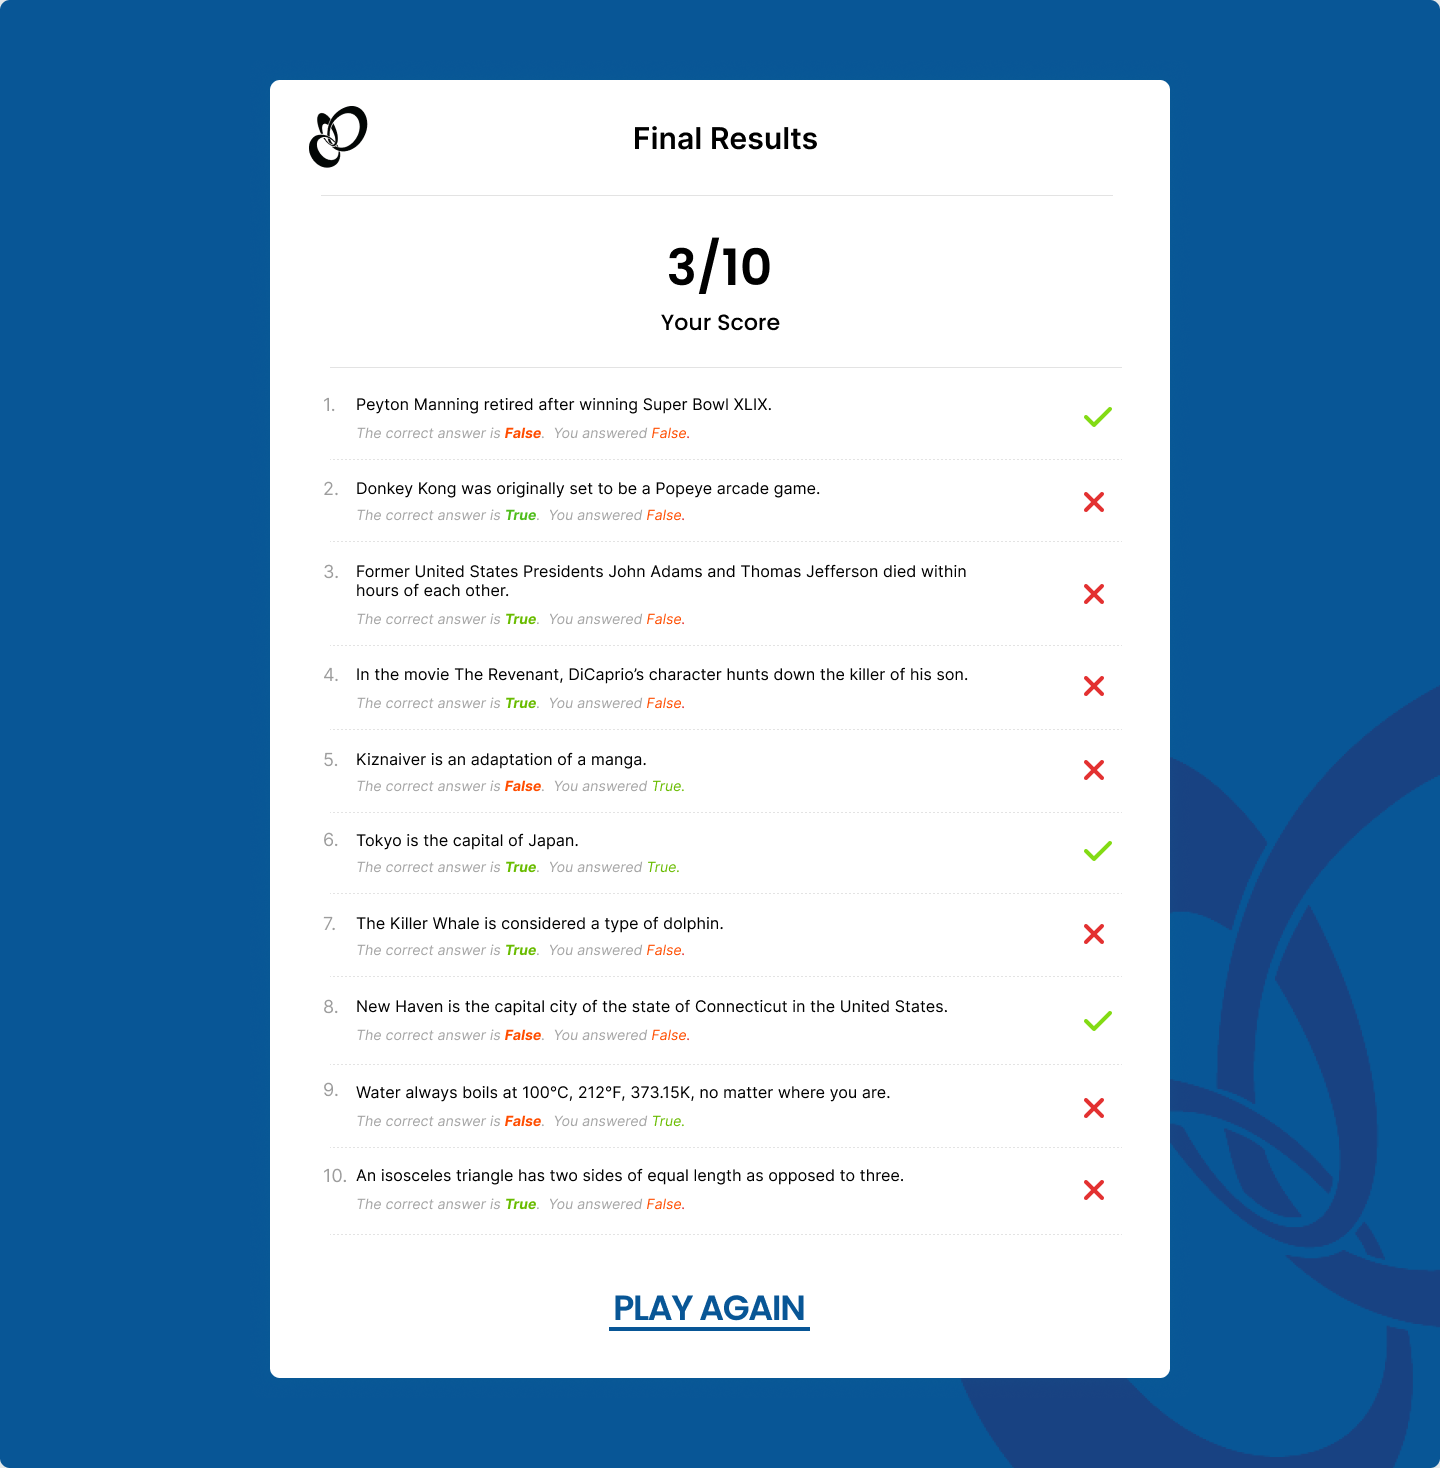 Final Results
3/10
Your Score
1. Peyton Manning retired after winning Super Bowl XLIX.
The correct answer is False. You answered False.
2. Donkey Kong was originally set to be a Popeye arcade game.
The correct answer is True. You answered False.
3. Former United States Presidents John Adams and Thomas Jefferson died within
hours of each other.
The correct answer is True. You answered False.
4. In the movie The Revenant, DiCaprio’s character hunts down the killer of his son.
The correct answer is True. You answered False.
5. Kiznaiver is an adaptation of a manga.
The correct answer is False. You answered True.
6. Tokyo is the capital of Japan.
The correct answer is True. You answered True.
7. The Killer Whale is considered a type of dolphin.
The correct answer is True. You answered False.
8. New Haven is the capital city of the state of Connecticut in the United States.
The correct answer is False. You answered False.
9. Water always boils at 100°C, 212°F, 373.15K, no matter where you are.
The correct answer is False. You answered True.
10. An isosceles triangle has two sides of equal length as opposed to three.
The correct answer is True. You answered False.
PLAY AGAIN